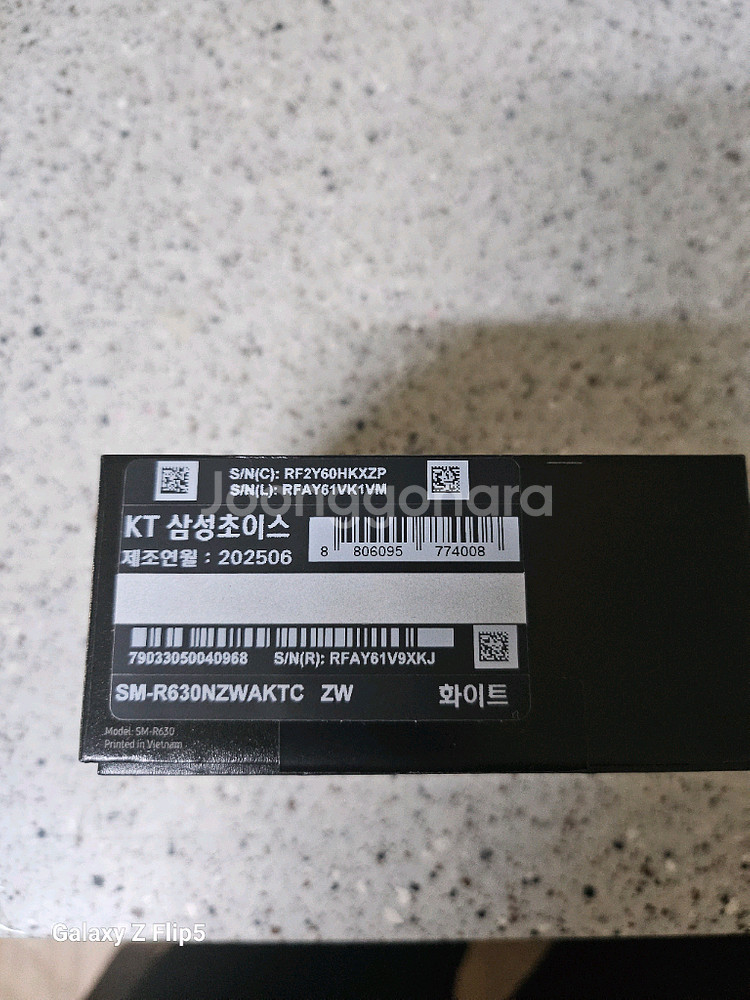 S/N(C): RF2Y60HKXZP
S/N(L): RFAY61VK1VM
Joonggonara
KT 삼성초이스
제조연월 : 202506
8 806095 774008
79033050040968 S/N(R): RFAY61V9XKJ
SM-R630NZWAKTC ZW 화이트
Model: SM-R630
Printed in Vietnam
Galaxy Z Flip5